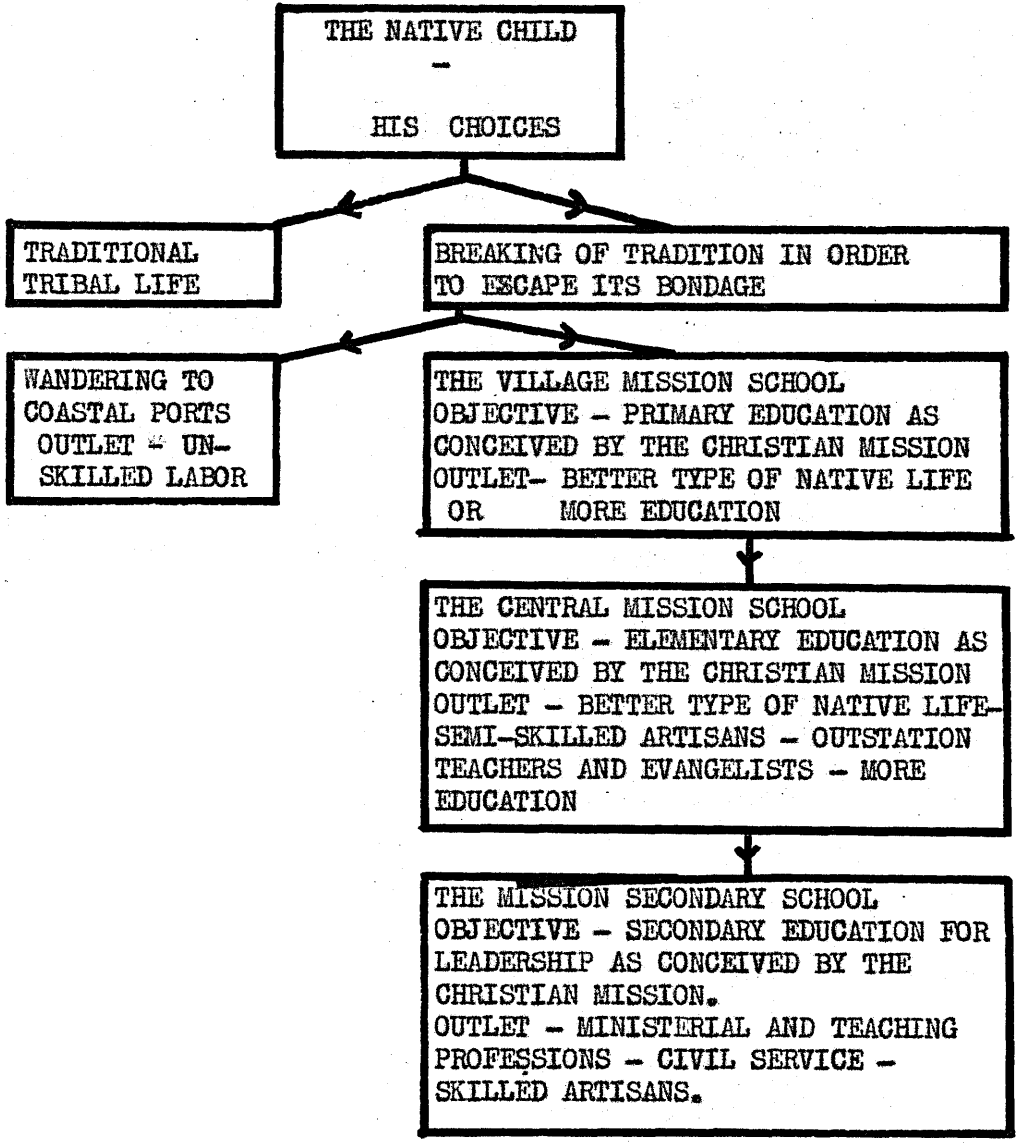 THE NATIVE CHILD
–
HIS CHOICES
TRADITIONAL
TRIBAL LIFE
BREAKING OF TRADITION IN ORDER
TO ESCAPE ITS BONDAGE
WANDERING TO
COASTAL PORTS
OUTLET – UN-
SKILLED LABOR
THE VILLAGE MISSION SCHOOL
OBJECTIVE – PRIMARY EDUCATION AS
CONCEIVED BY THE CHRISTIAN MISSION
OUTLET– BETTER TYPE OF NATIVE LIFE
OR MORE EDUCATION
THE CENTRAL MISSION SCHOOL
OBJECTIVE – ELEMENTARY EDUCATION AS
CONCEIVED BY THE CHRISTIAN MISSION
OUTLET – BETTER TYPE OF NATIVE LIFE–
SEMI-SKILLED ARTISANS – OUTSTATION
TEACHERS AND EVANGELISTS – MORE
EDUCATION
THE MISSION SECONDARY SCHOOL
OBJECTIVE – SECONDARY EDUCATION FOR
LEADERSHIP AS CONCEIVED BY THE
CHRISTIAN MISSION.
OUTLET – MINISTERIAL AND TEACHING
PROFESSIONS – CIVIL SERVICE –
SKILLED ARTISANS.